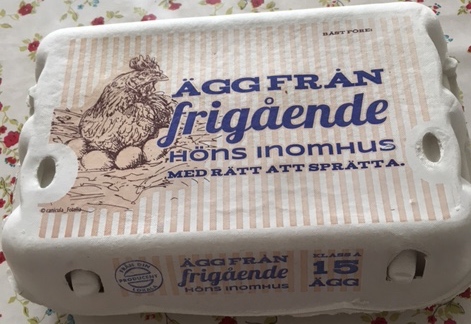 BÄST FÖRE:
ÄGG FRÅN
frigående
HÖNS INOMHUS
MED RÄTT ATT SPRÄTTA.
ÄGG FRÅN
frigående
HÖNS INOMHUS
KLASS A
15
ÄGG